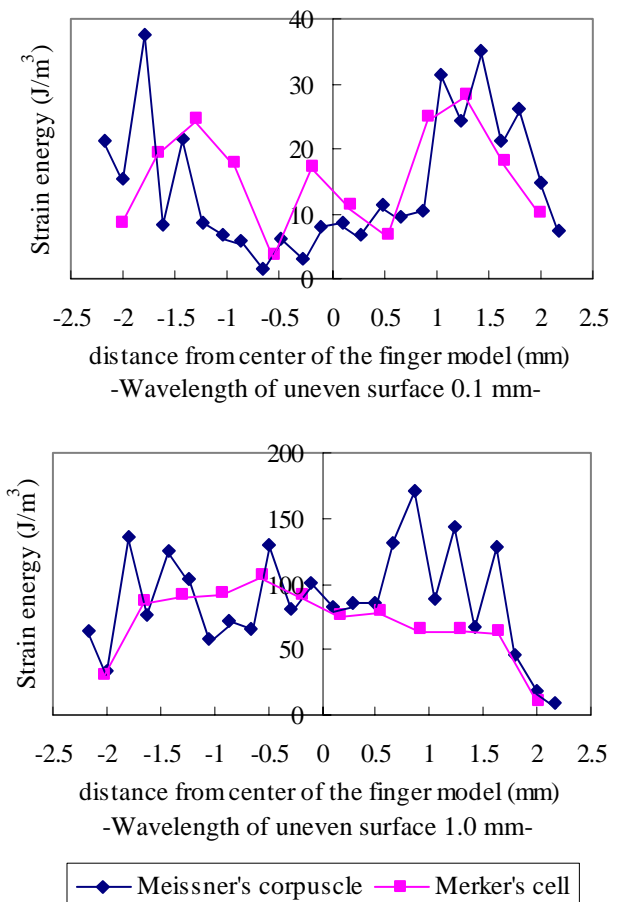 40
30
20
10
0
Strain energy (J/m³)
-2.5 -2 -1.5 -1 -0.5 0 0.5 1 1.5 2 2.5
distance from center of the finger model (mm)
-Wavelength of uneven surface 0.1 mm-
200
150
100
50
0
Strain energy (J/m³)
-2.5 -2 -1.5 -1 -0.5 0 0.5 1 1.5 2 2.5
distance from center of the finger model (mm)
-Wavelength of uneven surface 1.0 mm-
Meissner's corpuscle Merker's cell